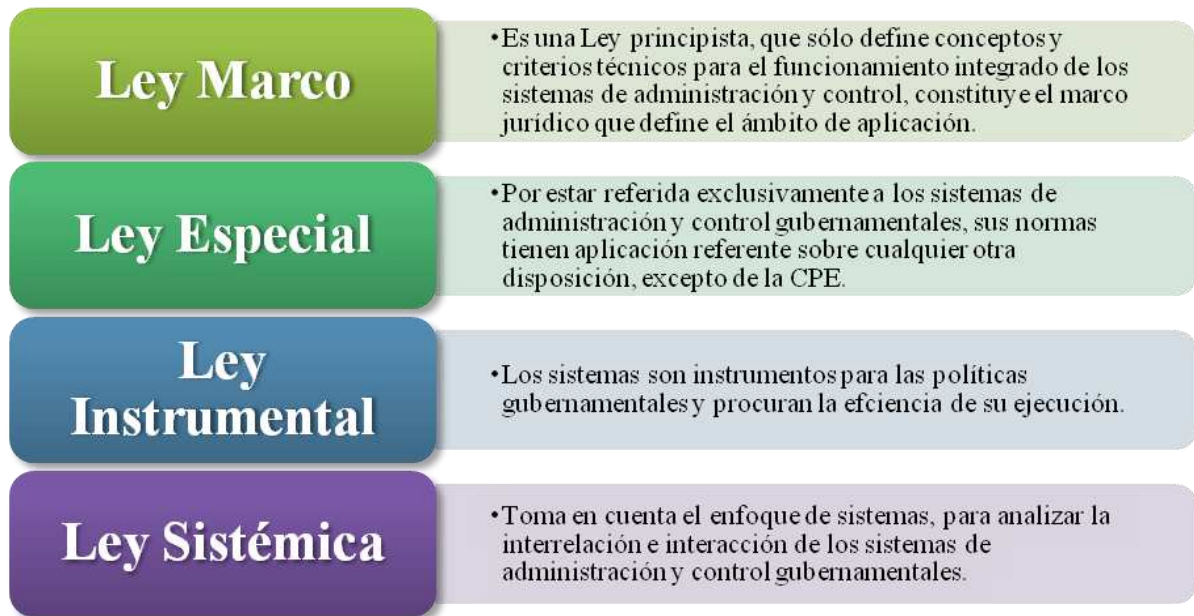 Ley Marco
•Es una Ley principista, que sólo define conceptos y
criterios técnicos para el funcionamiento integrado de los
sistemas de administración y control, constituye el marco
jurídico que define el ámbito de aplicación.
Ley Especial
•Por estar referida exclusivamente a los sistemas de
administración y control gubernamentales, sus normas
tienen aplicación referente sobre cualquier otra
disposición, excepto de la CPE.
Ley
Instrumental
•Los sistemas son instrumentos para las políticas
gubernamentales y procuran la efciencia de su ejecución.
Ley Sistémica
•Toma en cuenta el enfoque de sistemas, para analizar la
interrelación e interacción de los sistemas de
administración y control gubernamentales.